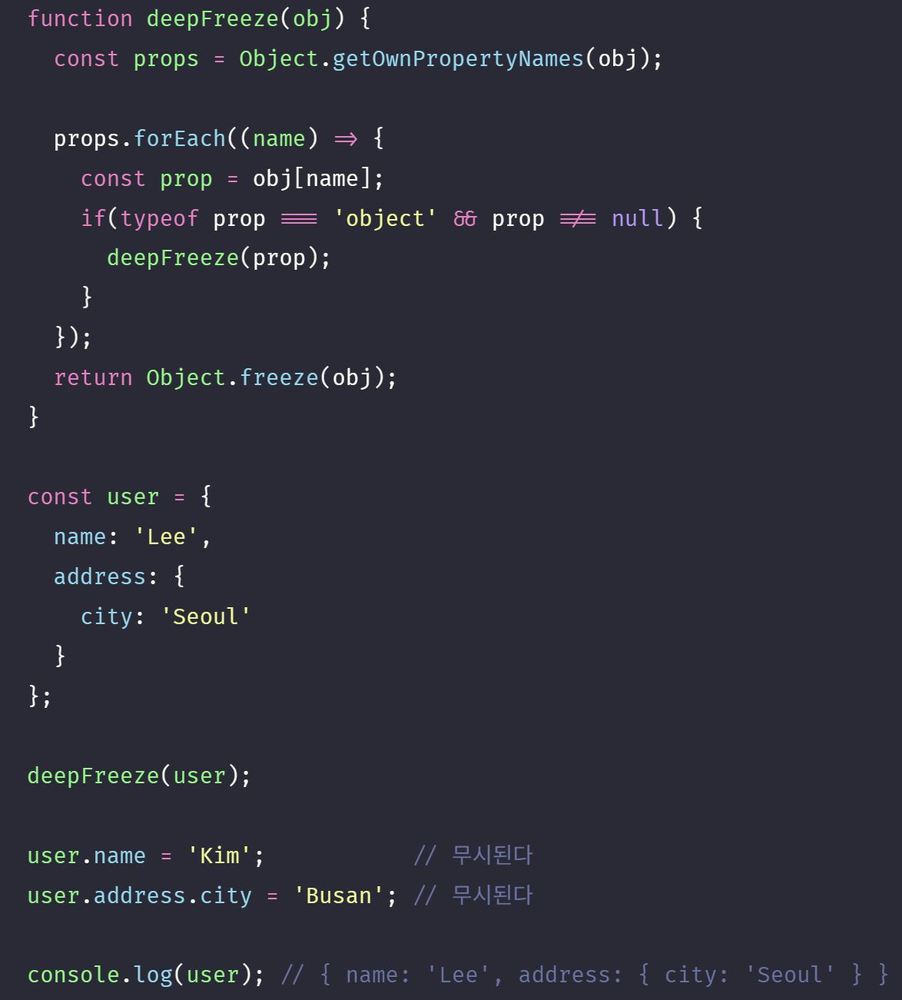 function deepFreeze(obj) {
  const props = Object.getOwnPropertyNames(obj);

  props.forEach((name) => {
    const prop = obj[name];
    if(typeof prop === 'object' && prop !== null) {
      deepFreeze(prop);
    }
  });
  return Object.freeze(obj);
}

const user = {
  name: 'Lee',
  address: {
    city: 'Seoul'
  }
};

deepFreeze(user);

user.name = 'Kim';           // 무시된다
user.address.city = 'Busan'; // 무시된다

console.log(user); // { name: 'Lee', address: { city: 'Seoul' } }